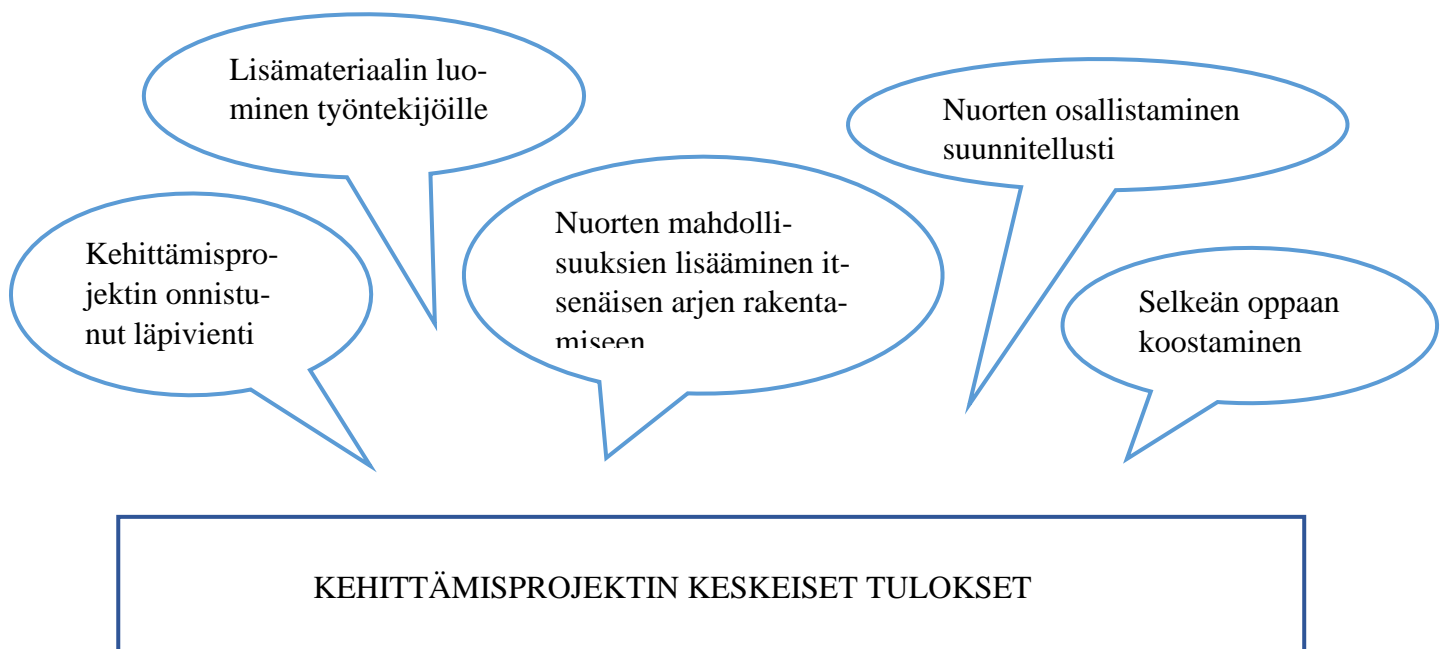 Lisämateriaalin luo-
minen työntekijöille
Nuorten osallistaminen
suunnitellusti
Kehittämispro-
jektin onnistu-
nut läpivienti
Nuorten mahdolli-
suuksien lisääminen it-
senäisen arjen rakenta-
miseen
Selkeän oppaan
koostaminen
KEHITTÄMISPROJEKTIN KESKEISET TULOKSET